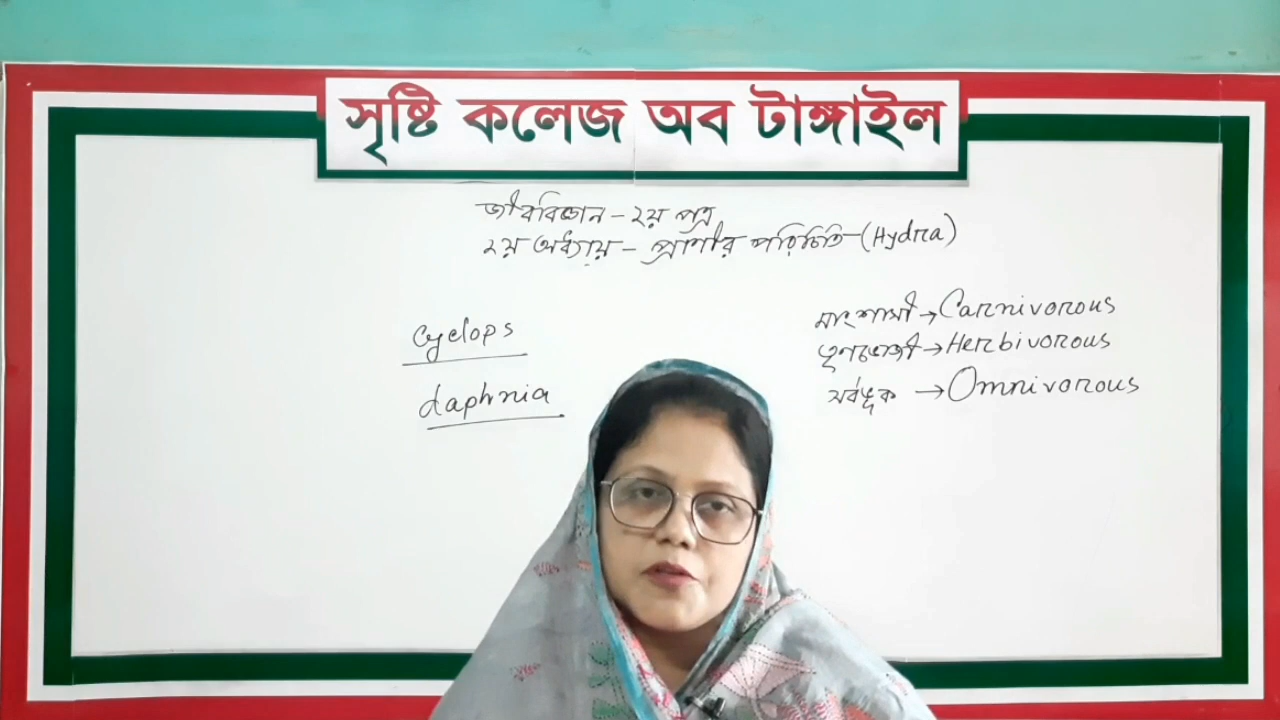 সৃষ্টি কলেজ অব টাঙ্গাইল
জীববিজ্ঞান – ২য় পত্র
২য় অধ্যায় – প্রাণীর পরিচিতি – (Hydra)
Cyclops
daphnia
মাংশাসী → Carnivorous
তৃণভোজী → Herbivorous
সর্বভূক → Omnivorous